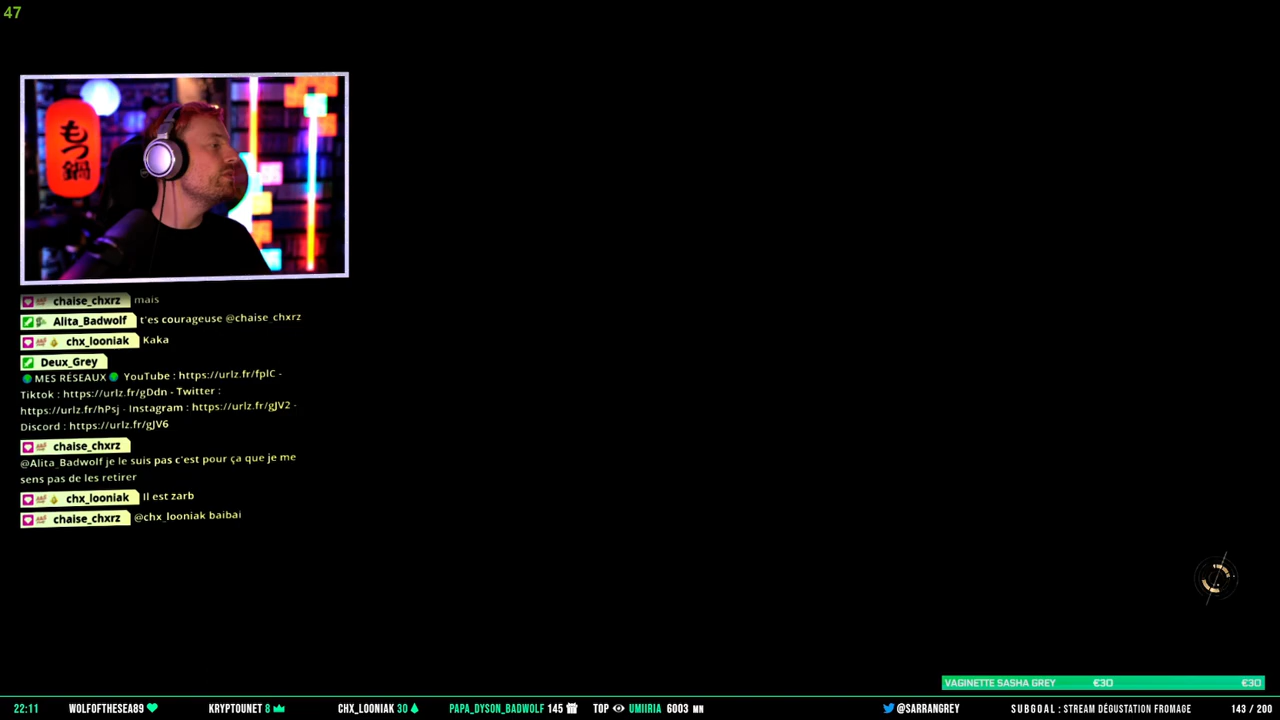 47
もつ鍋
chaise_chxrz mais
Alita_Badwolf t'es courageuse @chaise_chxrz
chx_looniak Kaka
Deux_Grey
MES RÉSEAUX YouTube : https://urlz.fr/fplC -
Tiktok : https://urlz.fr/gDdn - Twitter :
https://urlz.fr/hPsj - Instagram : https://urlz.fr/gJV2 -
Discord : https://urlz.fr/gJV6
chaise_chxrz
@Alita_Badwolf je le suis pas c'est pour ça que je me
sens pas de les retirer
chx_looniak Il est zarb
chaise_chxrz @chx_looniak baibai
VAGINETTE SASHA GREY €30 €30
22:11 WOLFOFTHESEA89 KRYPTOUNET 8 CHX_LOONIAK 30 PAPA_DYSON_BADWOLF 145 TOP UMIIRIA 6003 MN @SARRANGREY SUBGOAL : STREAM DÉGUSTATION FROMAGE 143 / 200